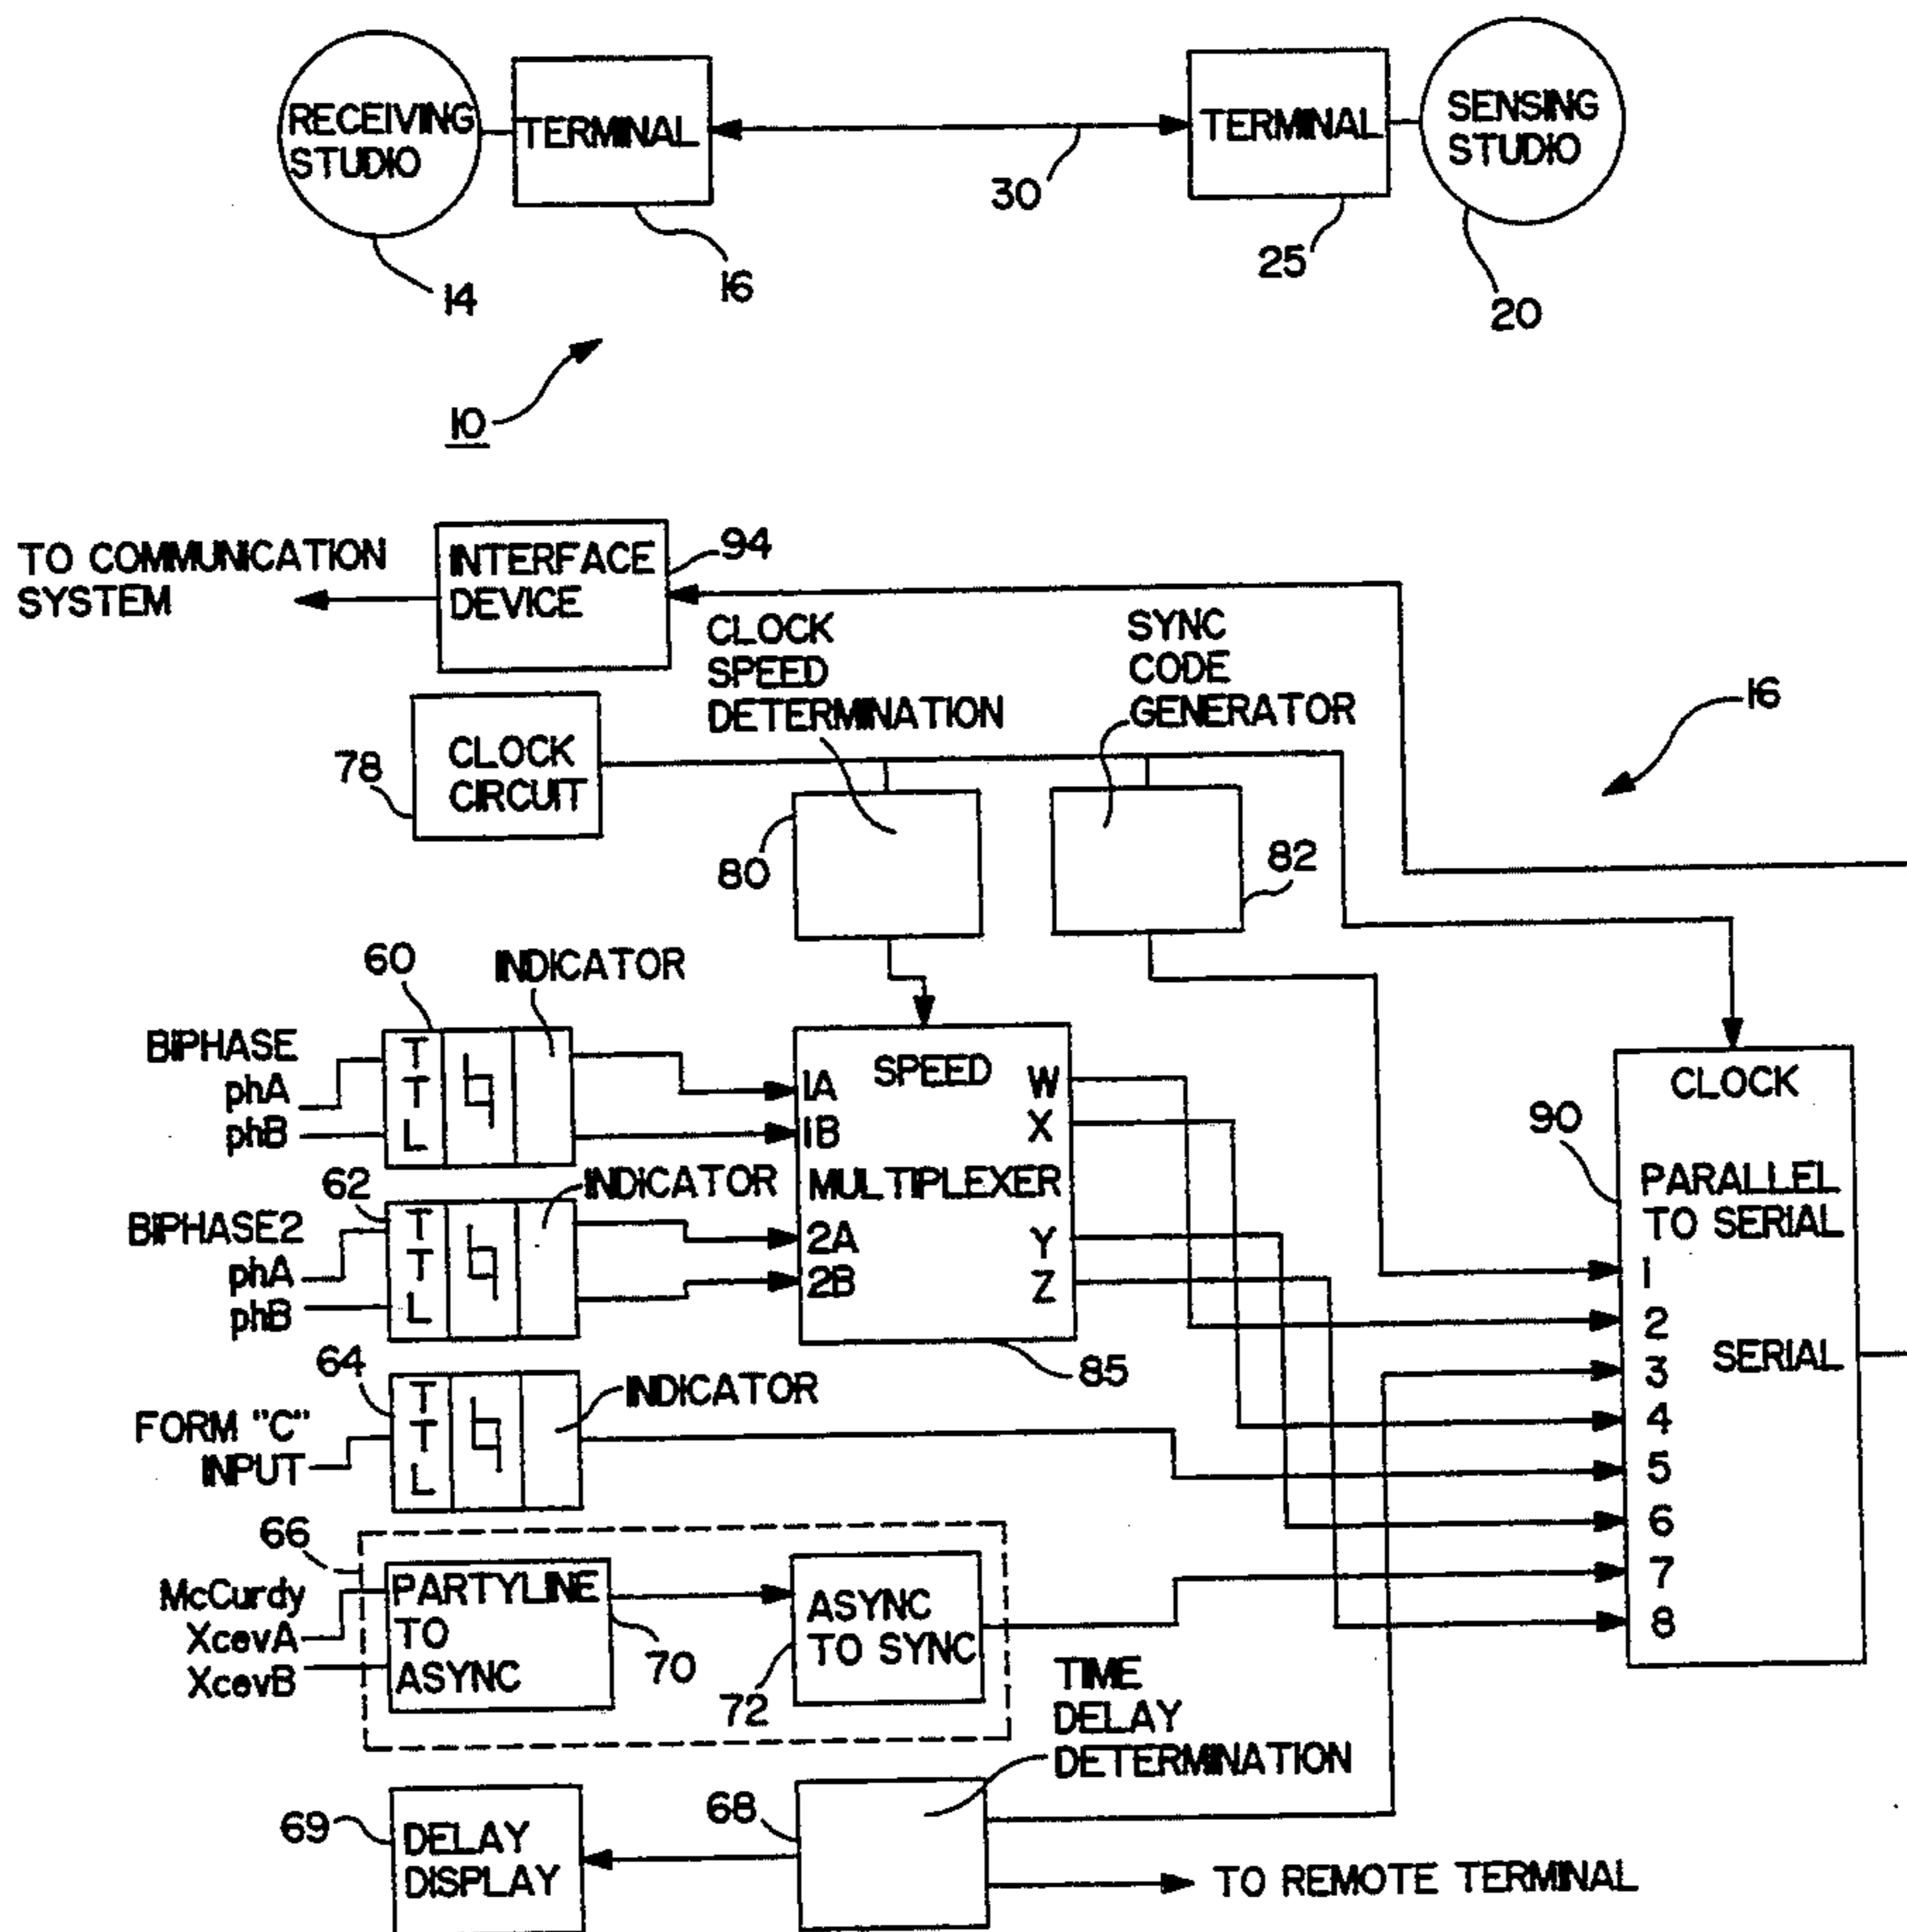 RECEIVING
STUDIO
TERMINAL
TERMINAL
SENSING
STUDIO
30
14
16
25
20
10
TO COMMUNICATION
SYSTEM
INTERFACE
DEVICE
94
CLOCK
SPEED
DETERMINATION
SYNC
CODE
GENERATOR
16
CLOCK
CIRCUIT
78
80
82
60
INDICATOR
BIPHASE
phA
phB
T
T
L
1A
1B
SPEED
MULTIPLEXER
W
X
Y
Z
2A
2B
85
62
INDICATOR
BIPHASE2
phA
phB
T
T
L
90
CLOCK
PARALLEL
TO SERIAL
1
2
3
4
5
6
7
8
SERIAL
64
INDICATOR
FORM "C"
INPUT
T
T
L
66
McCurdy
XcevA
XcevB
PARTYLINE
TO
ASYNC
70
ASYNC
TO SYNC
72
TIME
DELAY
DETERMINATION
69
DELAY
DISPLAY
68
TO REMOTE TERMINAL